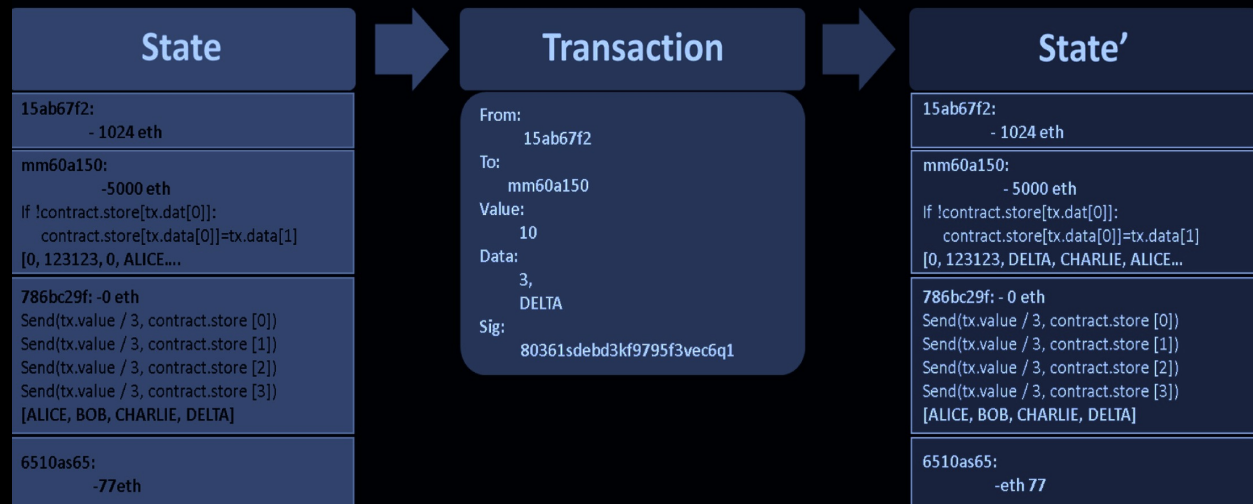 State
15ab67f2:
- 1024 eth
mm60a150:
-5000 eth
If !contract.store[tx.dat[0]]:
contract.store[tx.data[0]]=tx.data[1]
[0, 123123, 0, ALICE....
786bc29f: -0 eth
Send(tx.value / 3, contract.store [0])
Send(tx.value / 3, contract.store [1])
Send(tx.value / 3, contract.store [2])
Send(tx.value / 3, contract.store [3])
[ALICE, BOB, CHARLIE, DELTA]
6510as65:
-77eth
Transaction
From:
15ab67f2
To:
mm60a150
Value:
10
Data:
3,
DELTA
Sig:
80361sdebd3kf9795f3vec6q1
State’
15ab67f2:
- 1024 eth
mm60a150:
- 5000 eth
If !contract.store[tx.dat[0]]:
contract.store[tx.data[0]]=tx.data[1]
[0, 123123, DELTA, CHARLIE, ALICE...
786bc29f: - 0 eth
Send(tx.value / 3, contract.store [0])
Send(tx.value / 3, contract.store [1])
Send(tx.value / 3, contract.store [2])
Send(tx.value / 3, contract.store [3])
[ALICE, BOB, CHARLIE, DELTA]
6510as65:
-eth 77